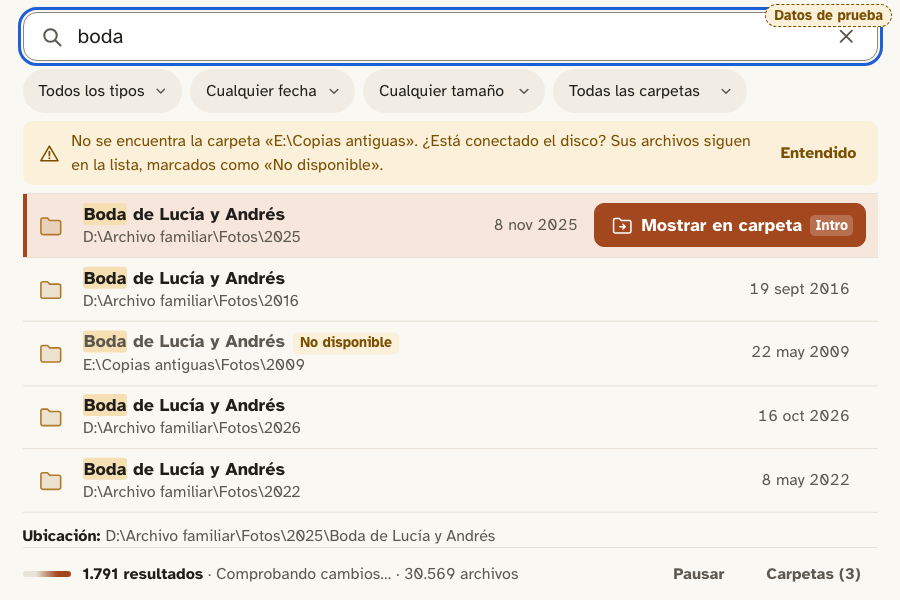 Datos de prueba
boda
Todos los tipos
Cualquier fecha
Cualquier tamaño
Todas las carpetas
No se encuentra la carpeta «E:\Copias antiguas». ¿Está conectado el disco? Sus archivos siguen
en la lista, marcados como «No disponible».
Entendido
Boda de Lucía y Andrés
D:\Archivo familiar\Fotos\2025
8 nov 2025
Mostrar en carpeta Intro
Boda de Lucía y Andrés
D:\Archivo familiar\Fotos\2016
19 sept 2016
Boda de Lucía y Andrés No disponible
E:\Copias antiguas\Fotos\2009
22 may 2009
Boda de Lucía y Andrés
D:\Archivo familiar\Fotos\2026
16 oct 2026
Boda de Lucía y Andrés
D:\Archivo familiar\Fotos\2022
8 may 2022
Ubicación: D:\Archivo familiar\Fotos\2025\Boda de Lucía y Andrés
1.791 resultados · Comprobando cambios... · 30.569 archivos
Pausar
Carpetas (3)